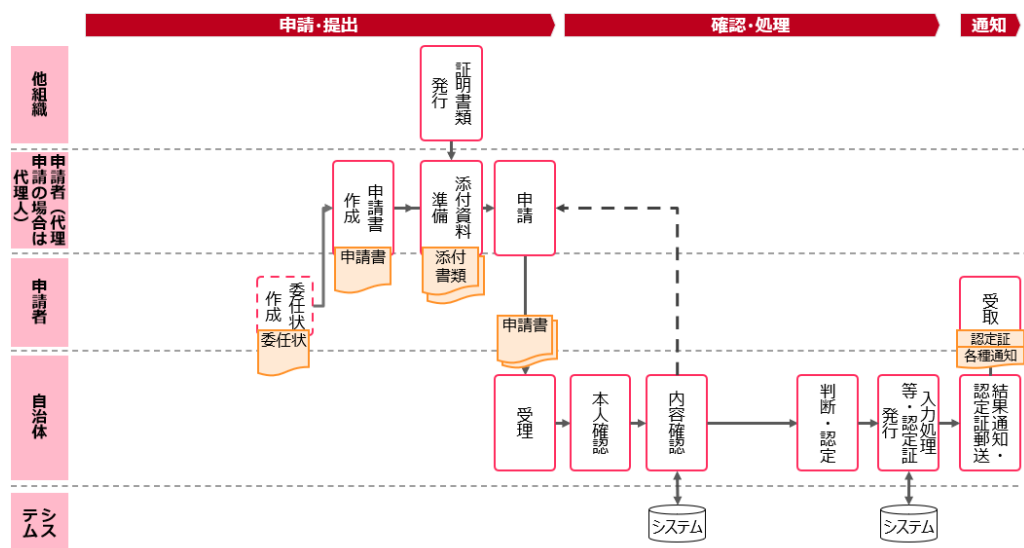 申請・提出
確認・処理
通知
他組織
証明書類
発行
申請者（代理
申請の場合は
代理人）
申請書
作成
添付資料
準備
申請
申請書
添付
書類
申請者
委任状
作成
委任状
申請書
受取
認定証
各種通知
自治体
受理
本人確認
内容確認
判断・認定
入力処理
等・認定証
発行
結果通知・
認定証郵送
シス
テム
システム
システム